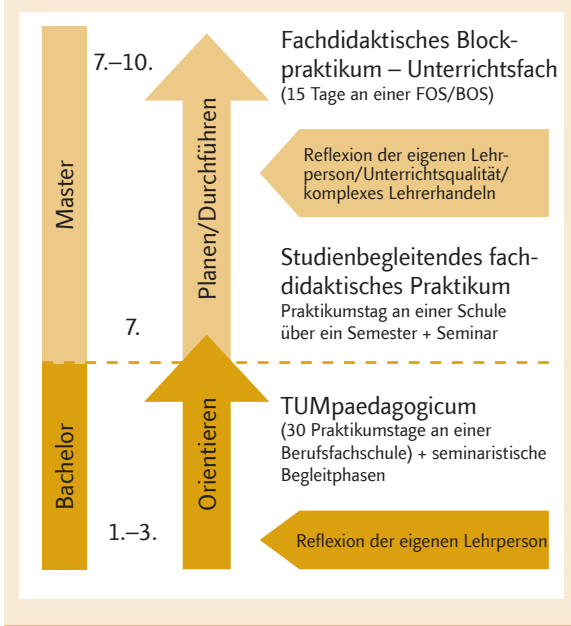 Fachdidaktisches Block-
praktikum – Unterrichtsfach
(15 Tage an einer FOS/BOS)
7.–10.
Reflexion der eigenen Lehr-
person/Unterrichtsqualität/
komplexes Lehrerhandeln
Master
Planen/Durchführen
Studienbegleitendes fach-
didaktisches Praktikum
Praktikumstag an einer Schule
über ein Semester + Seminar
7.
TUMpaedagogicum
(30 Praktikumstage an einer
Berufsfachschule) + seminaristische
Begleitphasen
Bachelor
Orientieren
1.–3.
Reflexion der eigenen Lehrperson